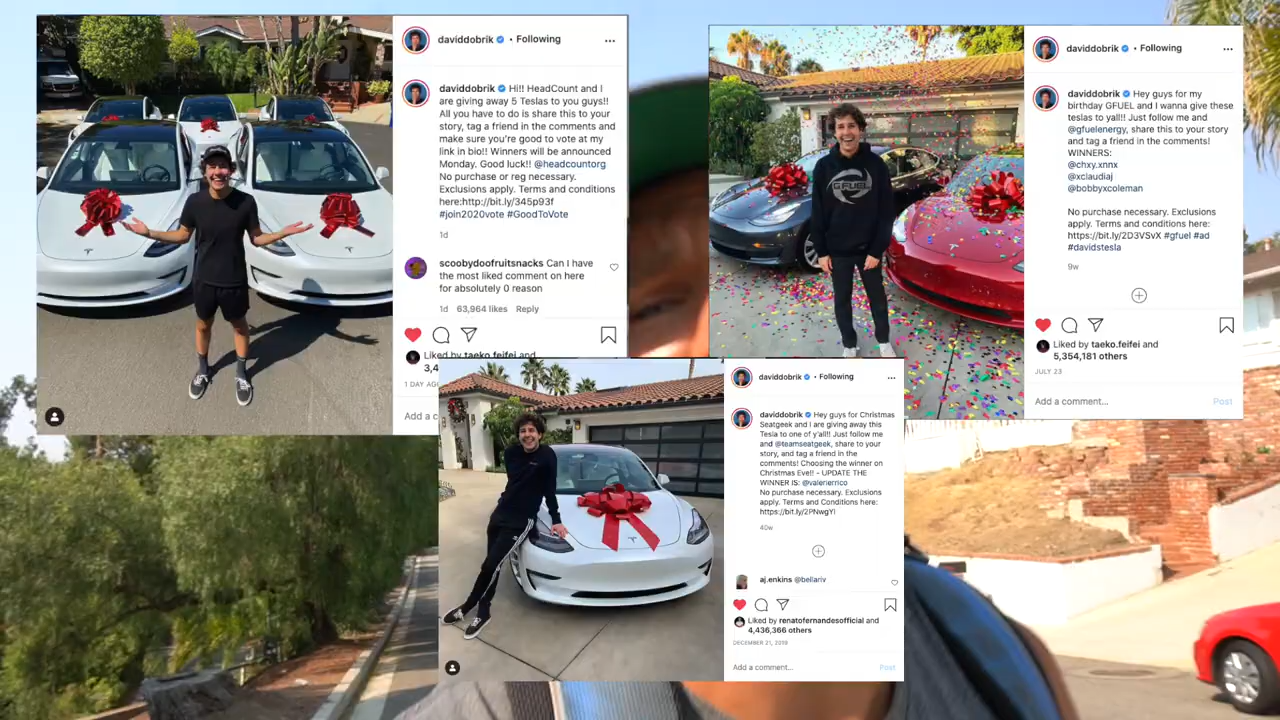 daviddobrik • Following
daviddobrik Hi!! HeadCount and I
are giving away 5 Teslas to you guys!!
All you have to do is share this to your
story, tag a friend in the comments and
make sure you're good to vote at my
link in bio!! Winners will be announced
Monday. Good luck!! @headcountorg
No purchase or reg necessary.
Exclusions apply. Terms and conditions
here:http://bit.ly/345p93f
#join2020vote #GoodToVote
1d
scoobydoofruitsnacks Can I have
the most liked comment on here
for absolutely 0 reason
1d 63,964 likes Reply
Liked by taeko.feifei and
3,4
1 DAY AG
Add a c
daviddobrik • Following
daviddobrik Hey guys for my
birthday GFUEL and I wanna give these
teslas to yall!! Just follow me and
@gfuelenergy, share this to your story
and tag a friend in the comments!
WINNERS:
@chxy.xnnx
@xclaudiaj
@bobbyxcoleman
No purchase necessary. Exclusions
apply. Terms and conditions here:
https://bit.ly/2D3VSvX #gfuel #ad
#davidstesla
9w
Liked by taeko.feifei and
5,354,181 others
JULY 23
Add a comment... Post
GFUEL
daviddobrik • Following
daviddobrik Hey guys for Christmas
Seatgeek and I are giving away this
Tesla to one of y'all!! Just follow me
and @teamseatgeek, share to your
story, and tag a friend in the
comments! Choosing the winner on
Christmas Eve!! - UPDATE THE
WINNER IS: @valerierrico
No purchase necessary. Exclusions
apply. Terms and Conditions here:
https://bit.ly/2PNwgYI
40w
aj.enkins @bellariv
Liked by renatofernandesofficial and
4,436,366 others
DECEMBER 21, 2019
Add a comment... Post